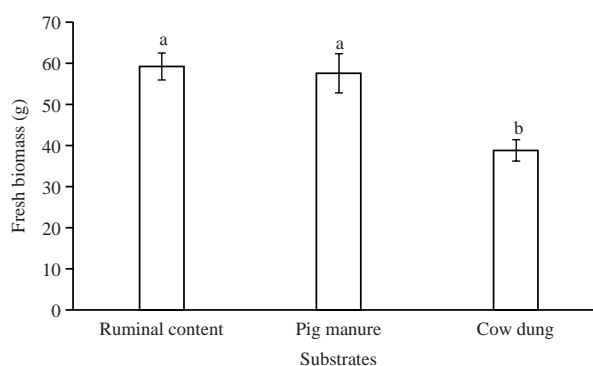 70
60
50
40
30
20
10
0
Fresh biomass (g)
a
a
b
Ruminal content
Pig manure
Cow dung
Substrates